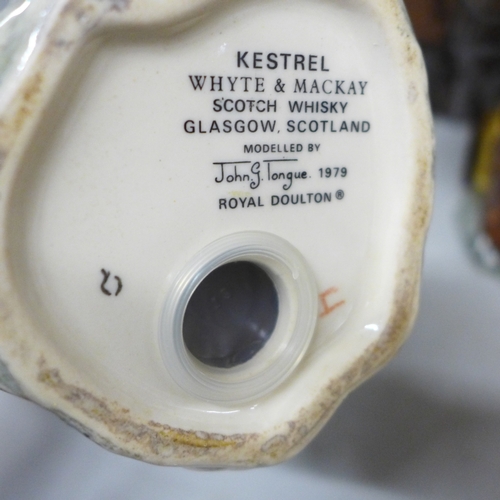 KESTREL
WHYTE & MACKAY
SCOTCH WHISKY
GLASGOW, SCOTLAND
MODELLED BY
John.G.Tongue. 1979
ROYAL DOULTON®
H